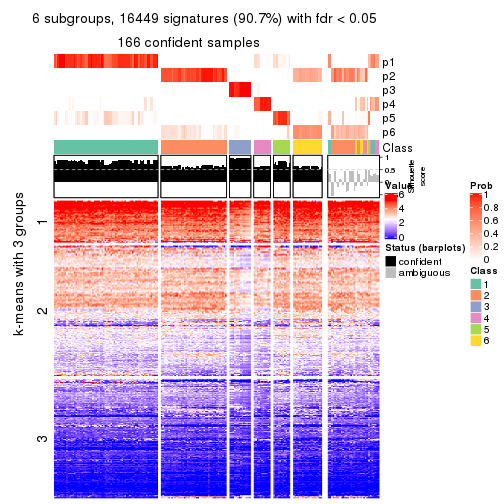 6 subgroups, 16449 signatures (90.7%) with fdr < 0.05
166 confident samples
p1
p2
p3
p4
p5
p6
Class
1
0.5
0
Silhouette
score
k-means with 3 groups
1
2
3
Value
6
4
2
0
Status (barplots)
confident
ambiguous
Prob
1
0.8
0.6
0.4
0.2
0
Class
1
2
3
4
5
6